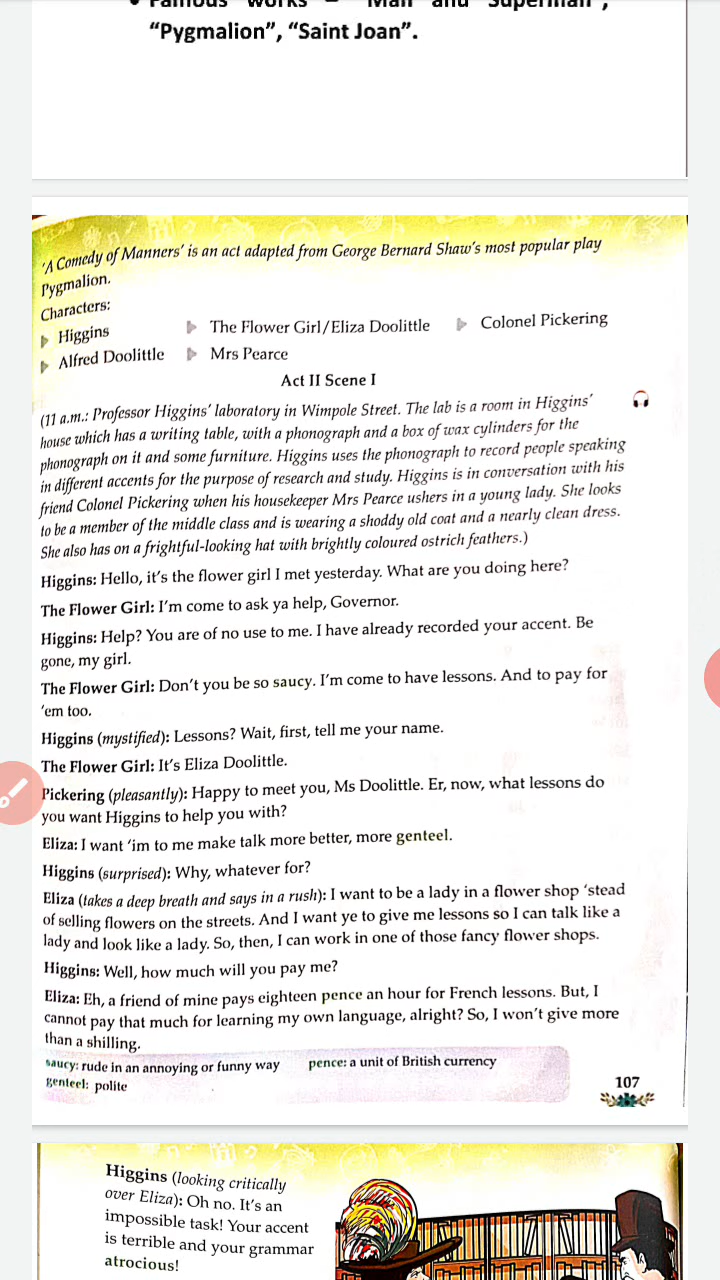 • Famous works – "Man and Superman",
"Pygmalion", "Saint Joan".
'A Comedy of Manners' is an act adapted from George Bernard Shaw's most popular play
Pygmalion.
Characters:
Higgins
The Flower Girl/Eliza Doolittle
Colonel Pickering
Alfred Doolittle
Mrs Pearce
Act II Scene I
(11 a.m.: Professor Higgins' laboratory in Wimpole Street. The lab is a room in Higgins'
house which has a writing table, with a phonograph and a box of wax cylinders for the
phonograph on it and some furniture. Higgins uses the phonograph to record people speaking
in different accents for the purpose of research and study. Higgins is in conversation with his
friend Colonel Pickering when his housekeeper Mrs Pearce ushers in a young lady. She looks
to be a member of the middle class and is wearing a shoddy old coat and a nearly clean dress.
She also has on a frightful-looking hat with brightly coloured ostrich feathers.)
Higgins: Hello, it's the flower girl I met yesterday. What are you doing here?
The Flower Girl: I'm come to ask ya help, Governor.
Higgins: Help? You are of no use to me. I have already recorded your accent. Be
gone, my girl.
The Flower Girl: Don't you be so saucy. I'm come to have lessons. And to pay for
'em too.
Higgins (mystified): Lessons? Wait, first, tell me your name.
The Flower Girl: It's Eliza Doolittle.
Pickering (pleasantly): Happy to meet you, Ms Doolittle. Er, now, what lessons do
you want Higgins to help you with?
Eliza: I want 'im to me make talk more better, more genteel.
Higgins (surprised): Why, whatever for?
Eliza (takes a deep breath and says in a rush): I want to be a lady in a flower shop 'stead
of selling flowers on the streets. And I want ye to give me lessons so I can talk like a
lady and look like a lady. So, then, I can work in one of those fancy flower shops.
Higgins: Well, how much will you pay me?
Eliza: Eh, a friend of mine pays eighteen pence an hour for French lessons. But, I
cannot pay that much for learning my own language, alright? So, I won't give more
than a shilling.
saucy: rude in an annoying or funny way
pence: a unit of British currency
genteel: polite
107
Higgins (looking critically
over Eliza): Oh no. It's an
impossible task! Your accent
is terrible and your grammar
atrocious!